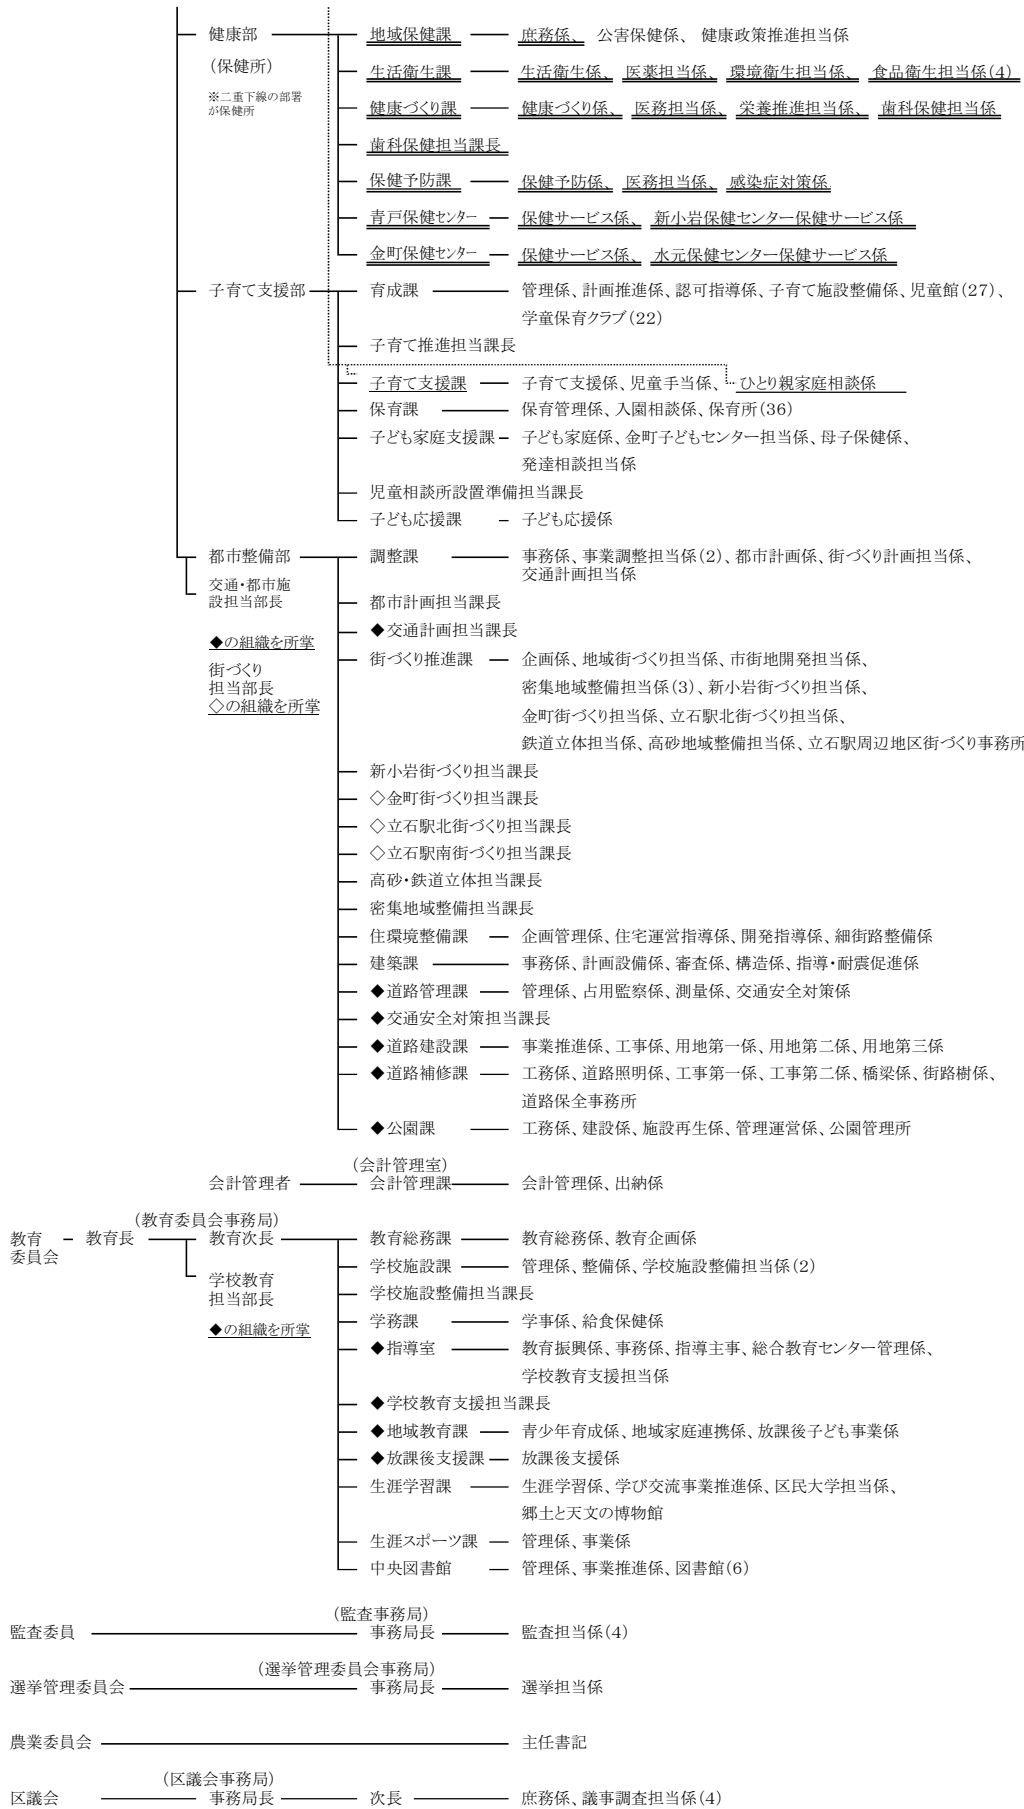 健康部 地域保健課 庶務係、 公害保健係、 健康政策推進担当係
(保健所) 生活衛生課 生活衛生係、 医薬担当係、 環境衛生担当係、 食品衛生担当係(4)
※二重下線の部署
が保健所
健康づくり課 健康づくり係、 医務担当係、 栄養推進担当係、 歯科保健担当係
歯科保健担当課長
保健予防課 保健予防係、 医務担当係、 感染症対策係
青戸保健センター 保健サービス係、 新小岩保健センター保健サービス係
金町保健センター 保健サービス係、 水元保健センター保健サービス係
子育て支援部 育成課 管理係、計画推進係、認可指導係、子育て施設整備係、児童館(27)、
学童保育クラブ(22)
子育て推進担当課長
子育て支援課 子育て支援係、児童手当係、 ひとり親家庭相談係
保育課 保育管理係、入園相談係、保育所(36)
子ども家庭支援課 子ども家庭係、金町子どもセンター担当係、母子保健係、
発達相談担当係
児童相談所設置準備担当課長
子ども応援課 子ども応援係
都市整備部 調整課 事務係、事業調整担当係(2)、都市計画係、街づくり計画担当係、
交通計画担当係
交通・都市施
設担当部長
都市計画担当課長
◆の組織を所掌
◆交通計画担当課長
街づくり
担当部長
◇の組織を所掌
街づくり推進課 企画係、地域街づくり担当係、市街地開発担当係、
密集地域整備担当係(3)、新小岩街づくり担当係、
金町街づくり担当係、立石駅北街づくり担当係、
鉄道立体担当係、高砂地域整備担当係、立石駅周辺地区街づくり事務所
新小岩街づくり担当課長
◇金町街づくり担当課長
◇立石駅北街づくり担当課長
◇立石駅南街づくり担当課長
高砂・鉄道立体担当課長
密集地域整備担当課長
住環境整備課 企画管理係、住宅運営指導係、開発指導係、細街路整備係
建築課 事務係、計画設備係、審査係、構造係、指導・耐震促進係
◆道路管理課 管理係、占用監察係、測量係、交通安全対策係
◆交通安全対策担当課長
◆道路建設課 事業推進係、工事係、用地第一係、用地第二係、用地第三係
◆道路補修課 工務係、道路照明係、工事第一係、工事第二係、橋梁係、街路樹係、
道路保全事務所
◆公園課 工務係、建設係、施設再生係、管理運営係、公園管理所
(会計管理室)
会計管理者 会計管理課 会計管理係、出納係
(教育委員会事務局)
教育
委員会
教育長 教育次長 教育総務課 教育総務係、教育企画係
学校施設課 管理係、整備係、学校施設整備担当係(2)
学校教育
担当部長
◆の組織を所掌
学校施設整備担当課長
学務課 学事係、給食保健係
◆指導室 教育振興係、事務係、指導主事、総合教育センター管理係、
学校教育支援担当係
◆学校教育支援担当課長
◆地域教育課 青少年育成係、地域家庭連携係、放課後子ども事業係
◆放課後支援課 放課後支援係
生涯学習課 生涯学習係、学び交流事業推進係、区民大学担当係、
郷土と天文の博物館
生涯スポーツ課 管理係、事業係
中央図書館 管理係、事業推進係、図書館(6)
(監査事務局)
監査委員 事務局長 監査担当係(4)
(選挙管理委員会事務局)
選挙管理委員会 事務局長 選挙担当係
農業委員会 主任書記
(区議会事務局)
区議会 事務局長 次長 庶務係、議事調査担当係(4)